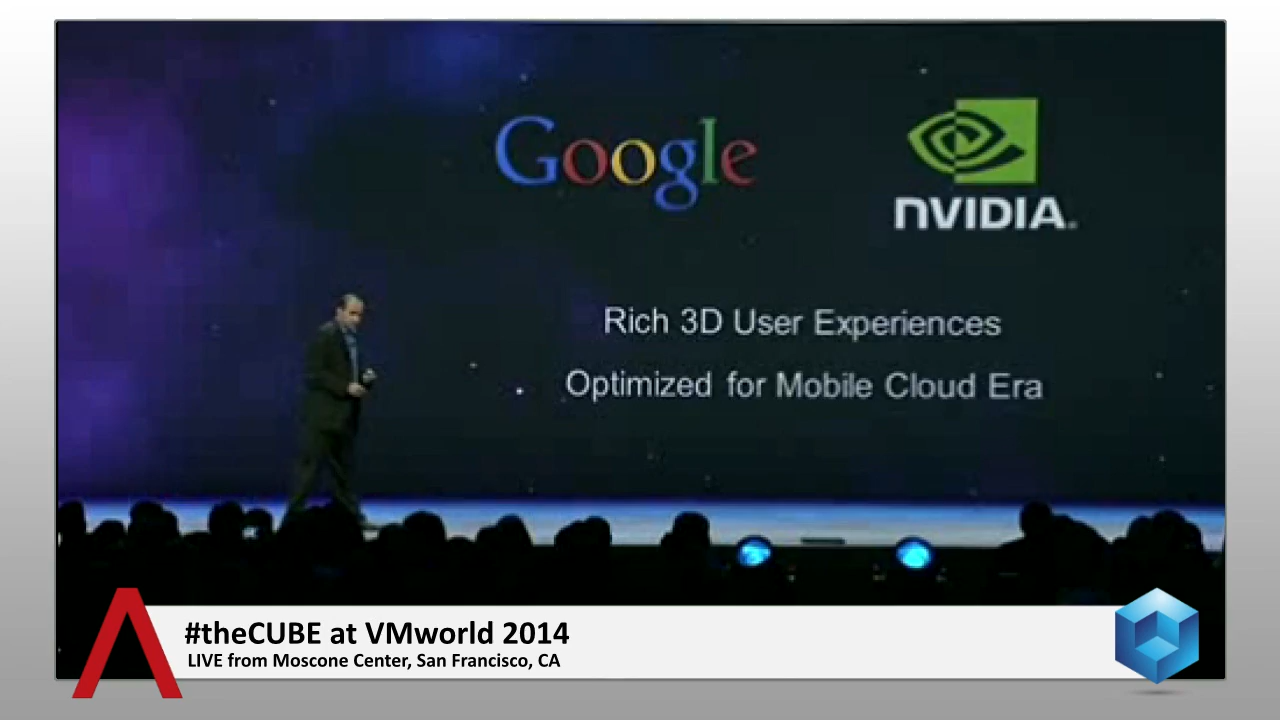 Google
NVIDIA®
Rich 3D User Experiences
Optimized for Mobile Cloud Era
#theCUBE at VMworld 2014
LIVE from Moscone Center, San Francisco, CA